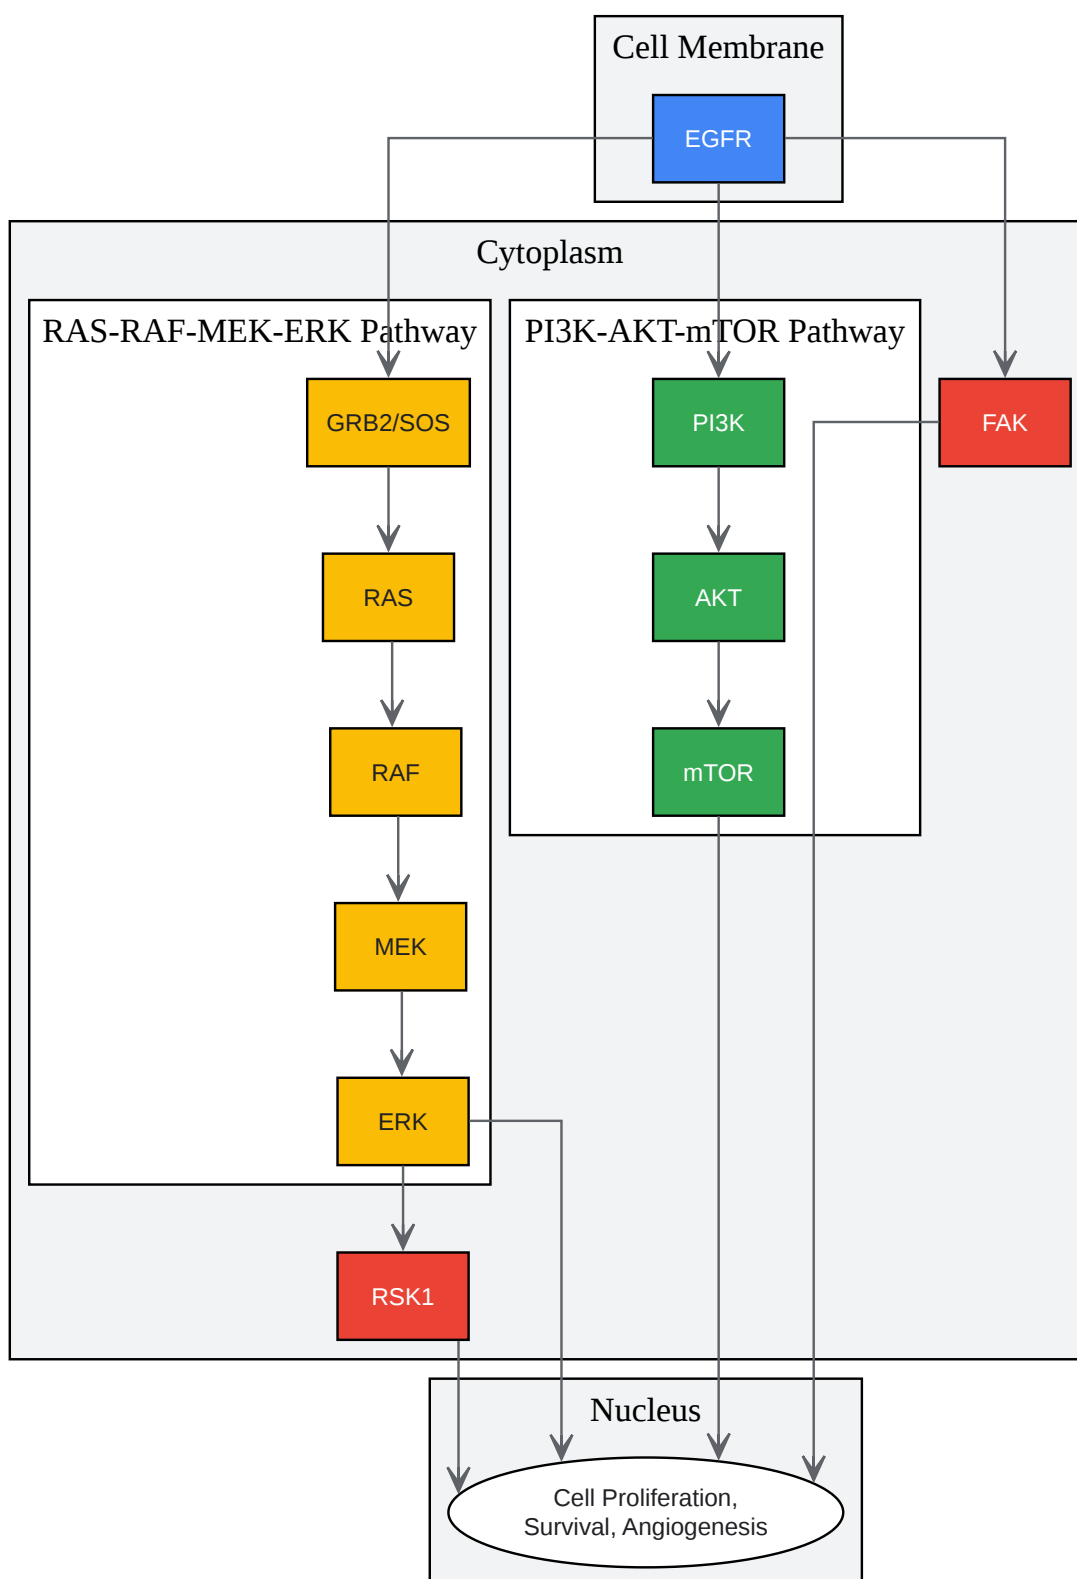 Cell Membrane
EGFR
Cytoplasm
RAS-RAF-MEK-ERK Pathway
PI3K-AKT-mTOR Pathway
GRB2/SOS
PI3K
FAK
RAS
AKT
RAF
mTOR
MEK
ERK
RSK1
Nucleus
Cell Proliferation,
Survival, Angiogenesis